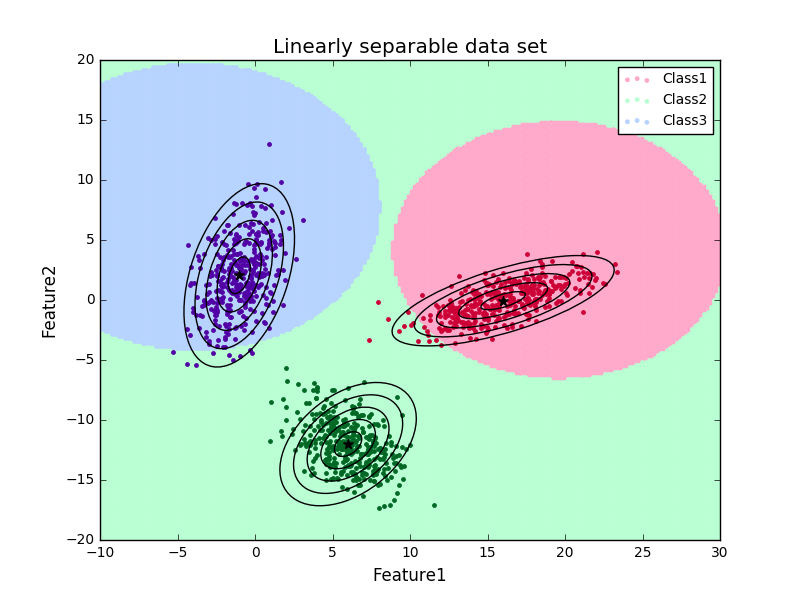 Linearly separable data set
Class1
Class2
Class3
20
15
10
5
0
−5
−10
−15
−20
Feature2
−10 −5 0 5 10 15 20 25 30
Feature1